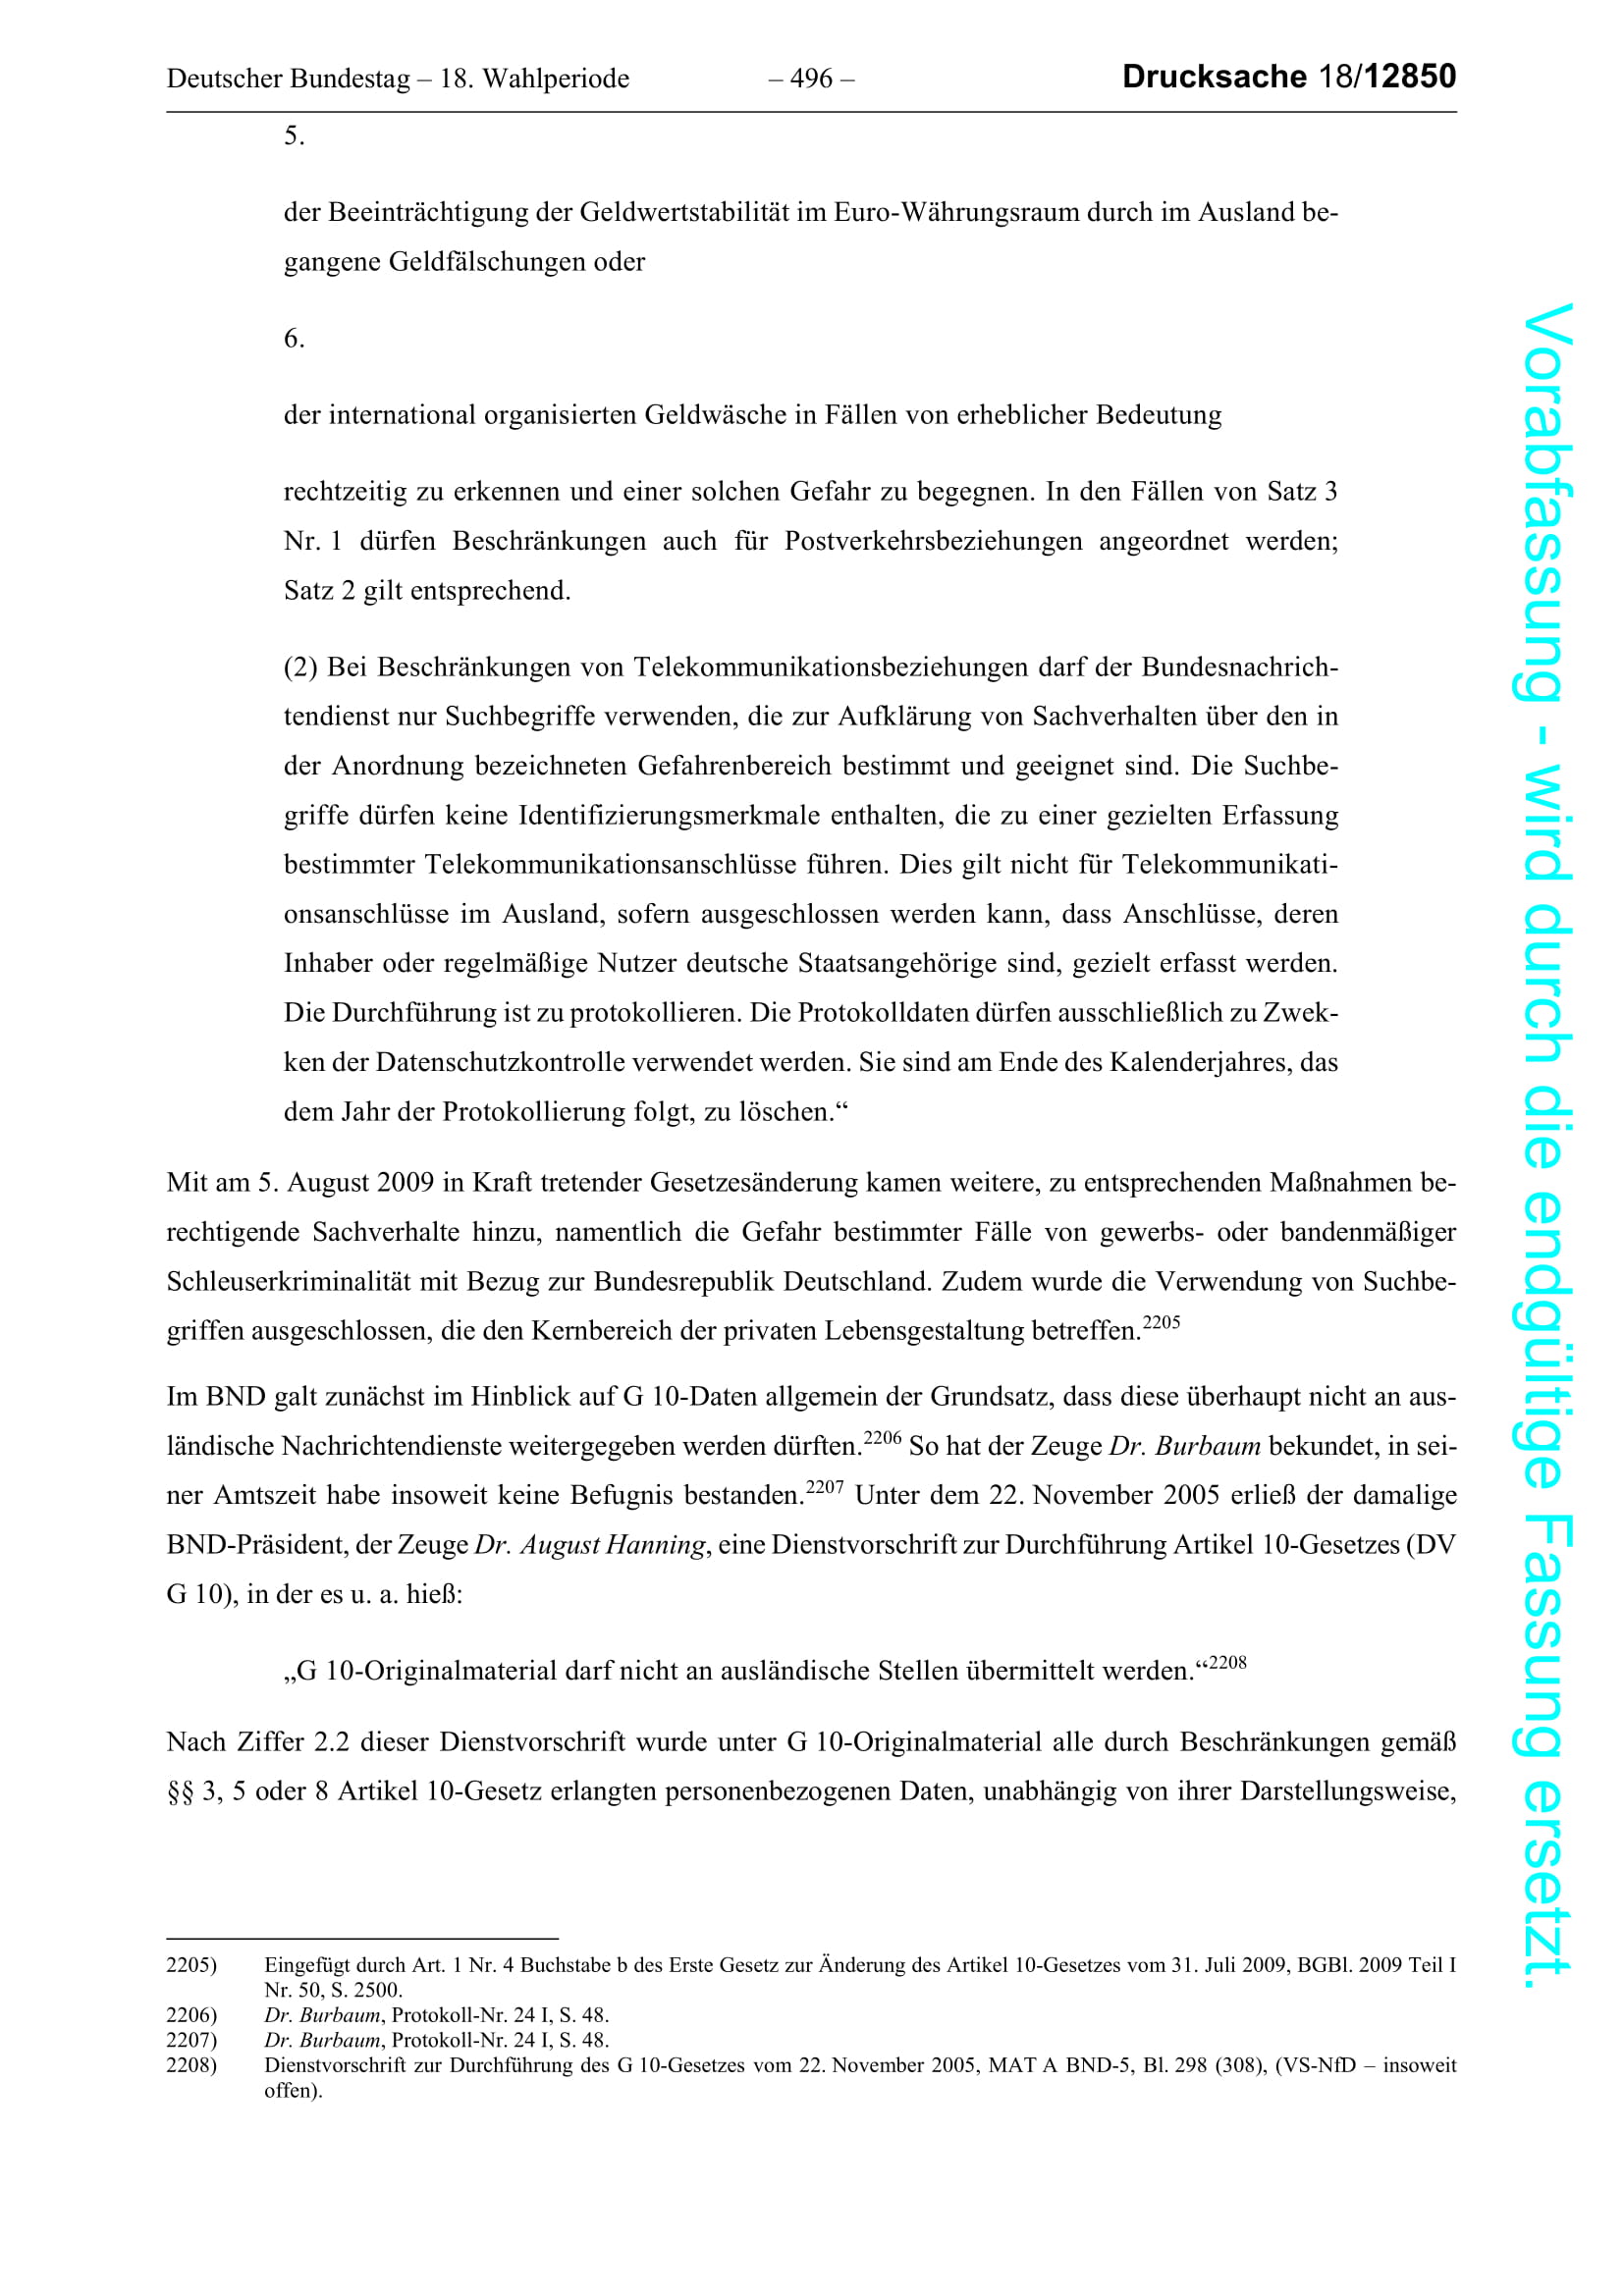 Deutscher Bundestag – 18. Wahlperiode – 496 – Drucksache 18/12850
5.
der Beeinträchtigung der Geldwertstabilität im Euro-Währungsraum durch im Ausland be-
gangene Geldfälschungen oder
6.
der international organisierten Geldwäsche in Fällen von erheblicher Bedeutung
rechtzeitig zu erkennen und einer solchen Gefahr zu begegnen. In den Fällen von Satz 3
Nr. 1 dürfen Beschränkungen auch für Postverkehrsbeziehungen angeordnet werden;
Satz 2 gilt entsprechend.
(2) Bei Beschränkungen von Telekommunikationsbeziehungen darf der Bundesnachrich-
tendienst nur Suchbegriffe verwenden, die zur Aufklärung von Sachverhalten über den in
der Anordnung bezeichneten Gefahrenbereich bestimmt und geeignet sind. Die Suchbe-
griffe dürfen keine Identifizierungsmerkmale enthalten, die zu einer gezielten Erfassung
bestimmter Telekommunikationsanschlüsse führen. Dies gilt nicht für Telekommunikati-
onsanschlüsse im Ausland, sofern ausgeschlossen werden kann, dass Anschlüsse, deren
Inhaber oder regelmäßige Nutzer deutsche Staatsangehörige sind, gezielt erfasst werden.
Die Durchführung ist zu protokollieren. Die Protokolldaten dürfen ausschließlich zu Zwek-
ken der Datenschutzkontrolle verwendet werden. Sie sind am Ende des Kalenderjahres, das
dem Jahr der Protokollierung folgt, zu löschen.“
Mit am 5. August 2009 in Kraft tretender Gesetzesänderung kamen weitere, zu entsprechenden Maßnahmen be-
rechtigende Sachverhalte hinzu, namentlich die Gefahr bestimmter Fälle von gewerbs- oder bandenmäßiger
Schleuserkriminalität mit Bezug zur Bundesrepublik Deutschland. Zudem wurde die Verwendung von Suchbe-
griffen ausgeschlossen, die den Kernbereich der privaten Lebensgestaltung betreffen.2205
Im BND galt zunächst im Hinblick auf G 10-Daten allgemein der Grundsatz, dass diese überhaupt nicht an aus-
ländische Nachrichtendienste weitergegeben werden dürften.2206 So hat der Zeuge Dr. Burbaum bekundet, in sei-
ner Amtszeit habe insoweit keine Befugnis bestanden.2207 Unter dem 22. November 2005 erließ der damalige
BND-Präsident, der Zeuge Dr. August Hanning, eine Dienstvorschrift zur Durchführung Artikel 10-Gesetzes (DV
G 10), in der es u. a. hieß:
„G 10-Originalmaterial darf nicht an ausländische Stellen übermittelt werden.“2208
Nach Ziffer 2.2 dieser Dienstvorschrift wurde unter G 10-Originalmaterial alle durch Beschränkungen gemäß
§§ 3, 5 oder 8 Artikel 10-Gesetz erlangten personenbezogenen Daten, unabhängig von ihrer Darstellungsweise,
2205) Eingefügt durch Art. 1 Nr. 4 Buchstabe b des Erste Gesetz zur Änderung des Artikel 10-Gesetzes vom 31. Juli 2009, BGBl. 2009 Teil I
Nr. 50, S. 2500.
2206) Dr. Burbaum, Protokoll-Nr. 24 I, S. 48.
2207) Dr. Burbaum, Protokoll-Nr. 24 I, S. 48.
2208) Dienstvorschrift zur Durchführung des G 10-Gesetzes vom 22. November 2005, MAT A BND-5, Bl. 298 (308), (VS-NfD – insoweit
offen).
Vorabfassung - wird durch die endgültige Fassung ersetzt.